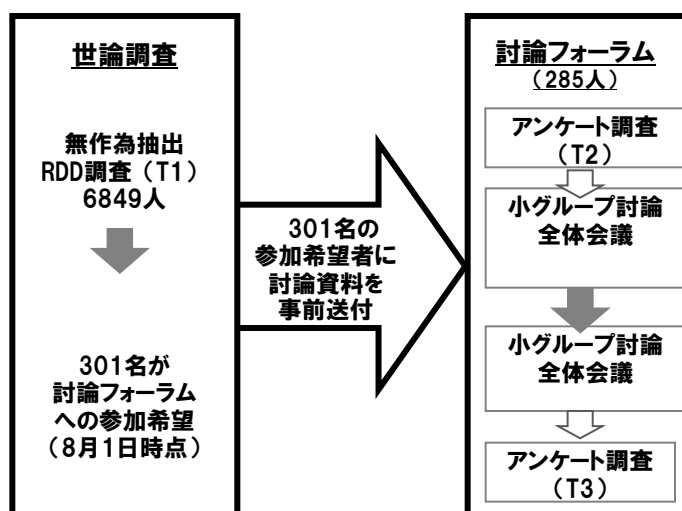 世論調査
無作為抽出
RDD調査（T1）
6849人
301名が
討論フォーラム
への参加希望
（8月1日時点）
301名の
参加希望者に
討論資料を
事前送付
討論フォーラム
（285人）
アンケート調査
（T2）
小グループ討論
全体会議
小グループ討論
全体会議
アンケート調査
（T3）